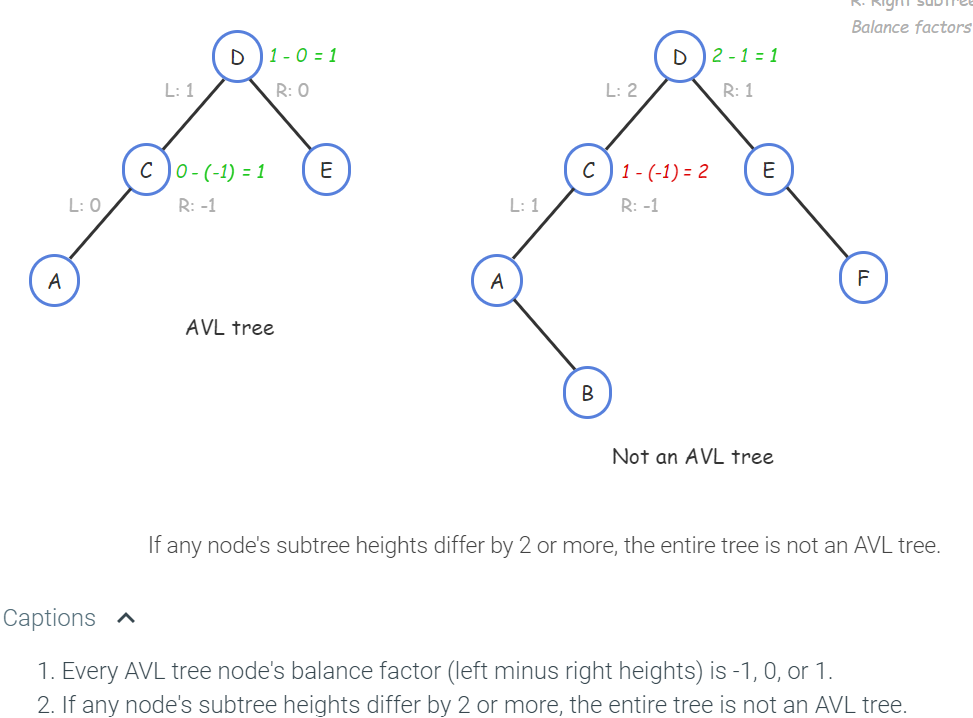 R: Right subtree
Balance factors
D 1 - 0 = 1
L: 1 R: 0
C 0 - (-1) = 1 E
L: 0 R: -1
A
AVL tree
D 2 - 1 = 1
L: 2 R: 1
C 1 - (-1) = 2 E
L: 1 R: -1
A F
B
Not an AVL tree
If any node's subtree heights differ by 2 or more, the entire tree is not an AVL tree.
Captions
1. Every AVL tree node's balance factor (left minus right heights) is -1, 0, or 1.
2. If any node's subtree heights differ by 2 or more, the entire tree is not an AVL tree.